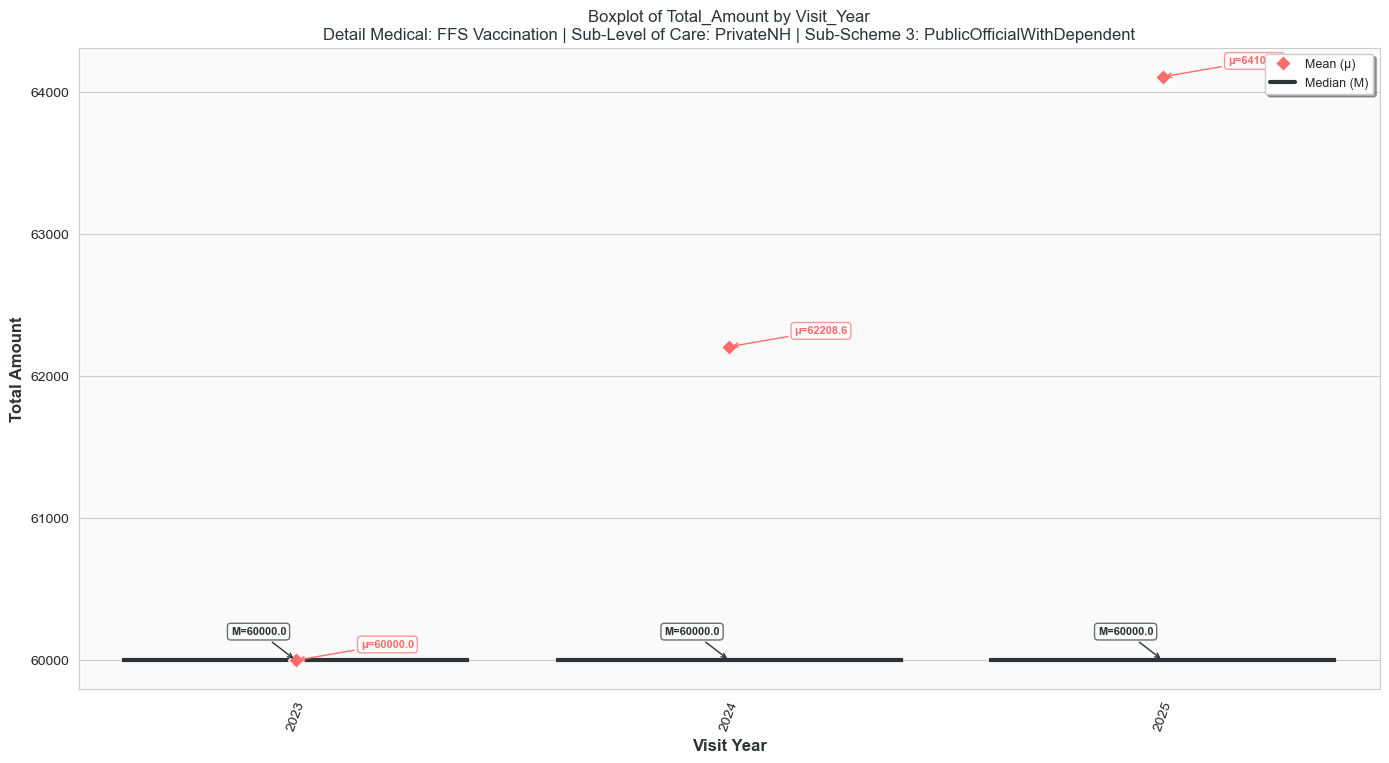 Boxplot of Total_Amount by Visit_Year
Detail Medical: FFS Vaccination | Sub-Level of Care: PrivateNH | Sub-Scheme 3: PublicOfficialWithDependent
Mean (μ)
Median (M)
Total Amount
64000
63000
62000
61000
60000
μ=62208.6
M=60000.0
μ=60000.0
M=60000.0
M=60000.0
2023
2024
2025
Visit Year